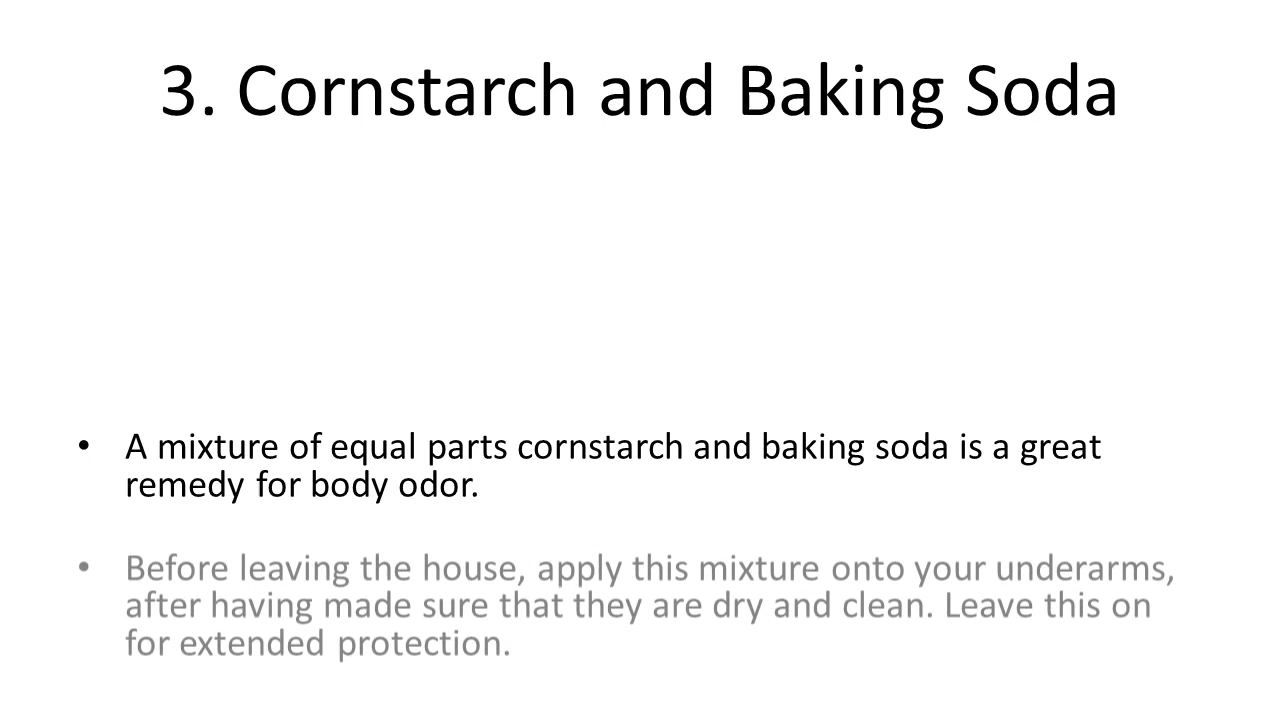 3. Cornstarch and Baking Soda
• A mixture of equal parts cornstarch and baking soda is a great
remedy for body odor.
• Before leaving the house, apply this mixture onto your underarms,
after having made sure that they are dry and clean. Leave this on
for extended protection.